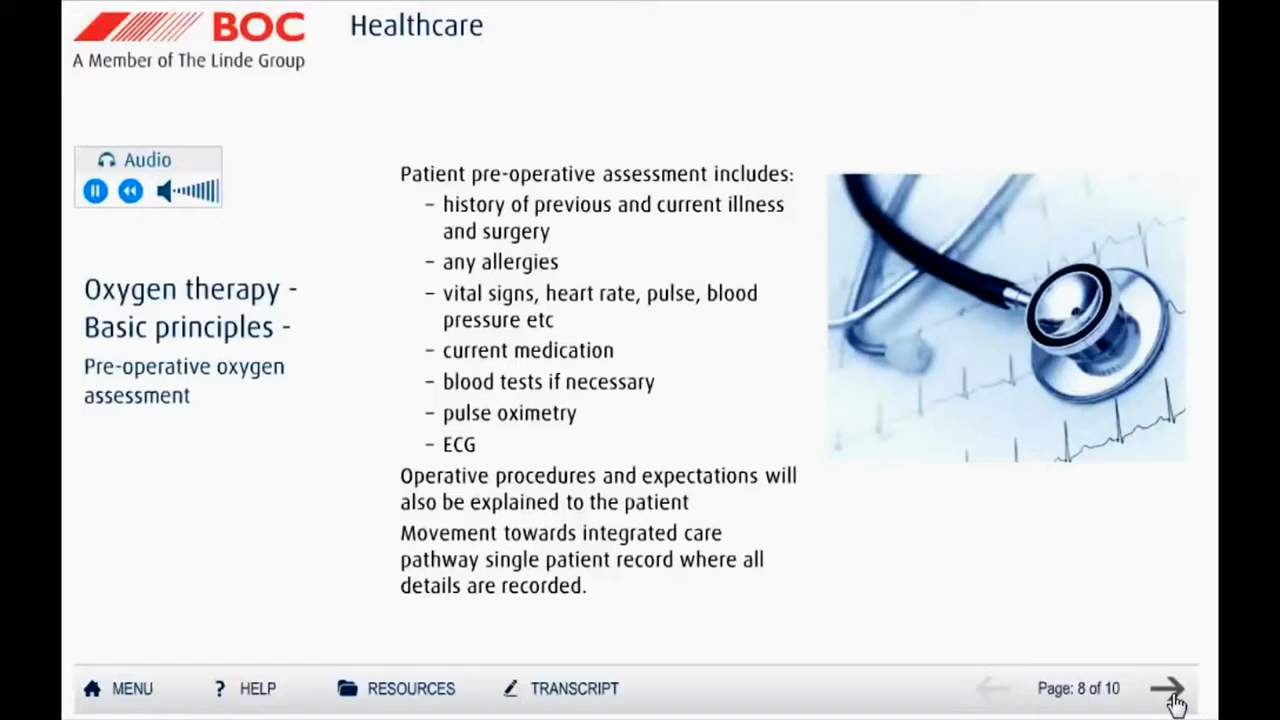 BOC
Healthcare
A Member of The Linde Group
Audio
Oxygen therapy -
Basic principles -
Pre-operative oxygen
assessment
Patient pre-operative assessment includes:
– history of previous and current illness
and surgery
– any allergies
– vital signs, heart rate, pulse, blood
pressure etc
– current medication
– blood tests if necessary
– pulse oximetry
– ECG
Operative procedures and expectations will
also be explained to the patient
Movement towards integrated care
pathway single patient record where all
details are recorded.
MENU
? HELP
RESOURCES
TRANSCRIPT
Page: 8 of 10